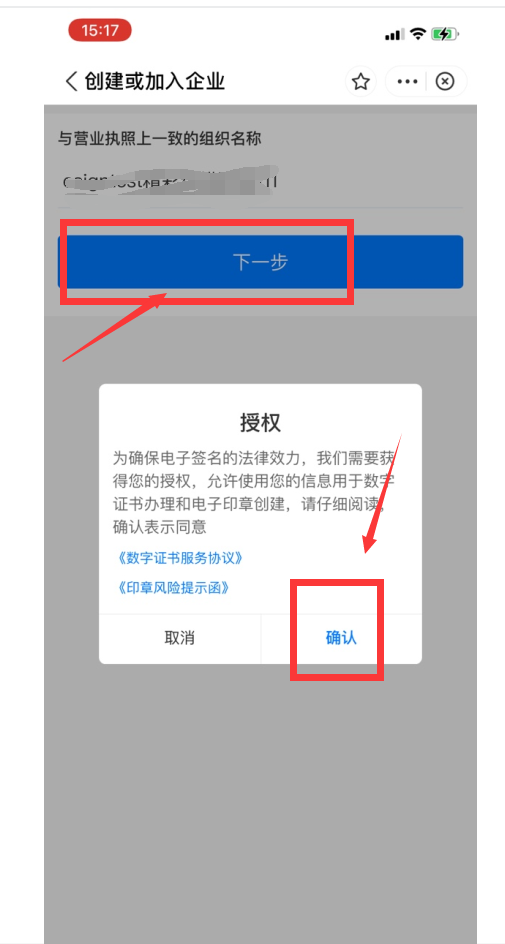 15:17
创建或加入企业
与营业执照上一致的组织名称
下一步
授权
为确保电子签名的法律效力，我们需要获
得您的授权，允许使用您的信息用于数字
证书办理和电子印章创建，请仔细阅读，
确认表示同意
《数字证书服务协议》
《印章风险提示函》
取消
确认